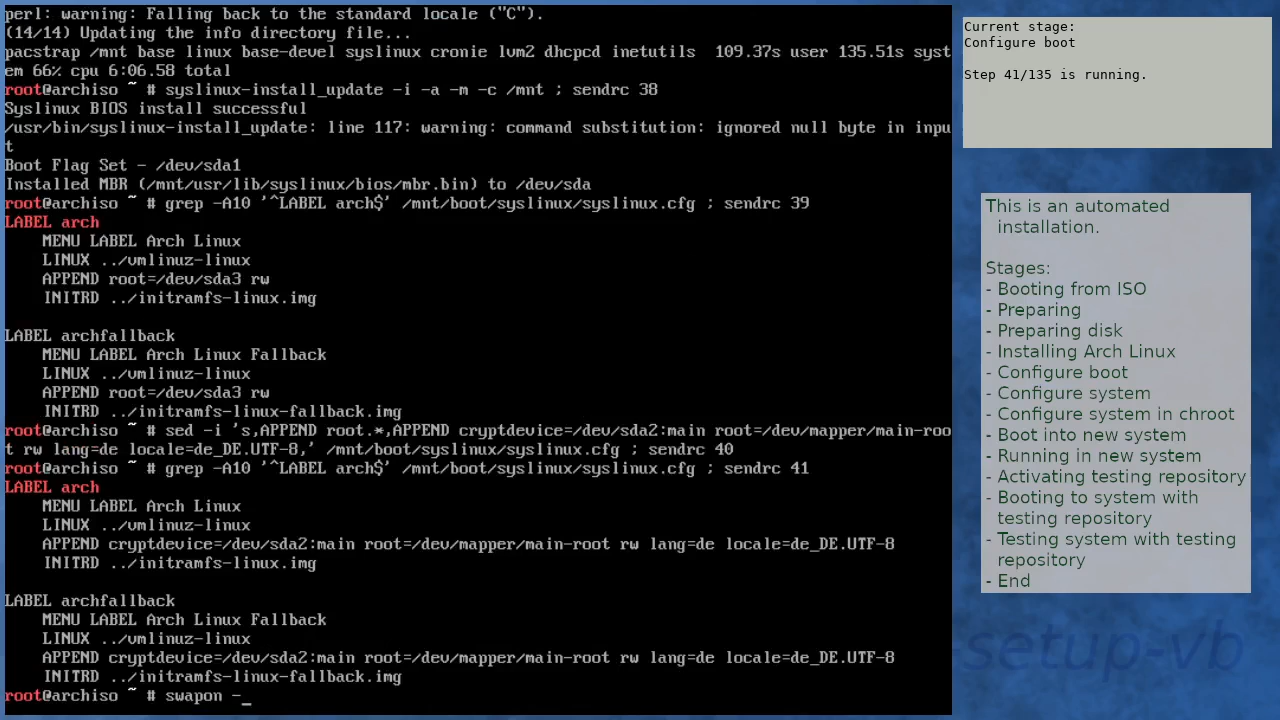 perl: warning: Falling back to the standard locale ("C").
(14/14) Updating the info directory file...
pacstrap /mnt base linux base-devel syslinux cronie lvm2 dhcpcd inetutils  109.37s user 135.51s syst
em 66% cpu 6:06.58 total
root@archiso ~ # syslinux-install_update -i -a -m -c /mnt ; sendrc 38
Syslinux BIOS install successful
/usr/bin/syslinux-install_update: line 117: warning: command substitution: ignored null byte in inpu
t
Boot Flag Set - /dev/sda1
Installed MBR (/mnt/usr/lib/syslinux/bios/mbr.bin) to /dev/sda
root@archiso ~ # grep -A10 '^LABEL arch$' /mnt/boot/syslinux/syslinux.cfg ; sendrc 39
LABEL arch
    MENU LABEL Arch Linux
    LINUX ../vmlinuz-linux
    APPEND root=/dev/sda3 rw
    INITRD ../initramfs-linux.img

LABEL archfallback
    MENU LABEL Arch Linux Fallback
    LINUX ../vmlinuz-linux
    APPEND root=/dev/sda3 rw
    INITRD ../initramfs-linux-fallback.img
root@archiso ~ # sed -i 's,APPEND root.*,APPEND cryptdevice=/dev/sda2:main root=/dev/mapper/main-roo
t rw lang=de locale=de_DE.UTF-8,' /mnt/boot/syslinux/syslinux.cfg ; sendrc 40
root@archiso ~ # grep -A10 '^LABEL arch$' /mnt/boot/syslinux/syslinux.cfg ; sendrc 41
LABEL arch
    MENU LABEL Arch Linux
    LINUX ../vmlinuz-linux
    APPEND cryptdevice=/dev/sda2:main root=/dev/mapper/main-root rw lang=de locale=de_DE.UTF-8
    INITRD ../initramfs-linux.img

LABEL archfallback
    MENU LABEL Arch Linux Fallback
    LINUX ../vmlinuz-linux
    APPEND cryptdevice=/dev/sda2:main root=/dev/mapper/main-root rw lang=de locale=de_DE.UTF-8
    INITRD ../initramfs-linux-fallback.img
root@archiso ~ # swapon -_
Current stage:
Configure boot
Step 41/135 is running.
This is an automated
installation.
Stages:
- Booting from ISO
- Preparing
- Preparing disk
- Installing Arch Linux
- Configure boot
- Configure system
- Configure system in chroot
- Boot into new system
- Running in new system
- Activating testing repository
- Booting to system with
testing repository
- Testing system with testing
repository
- End
-setup-vb